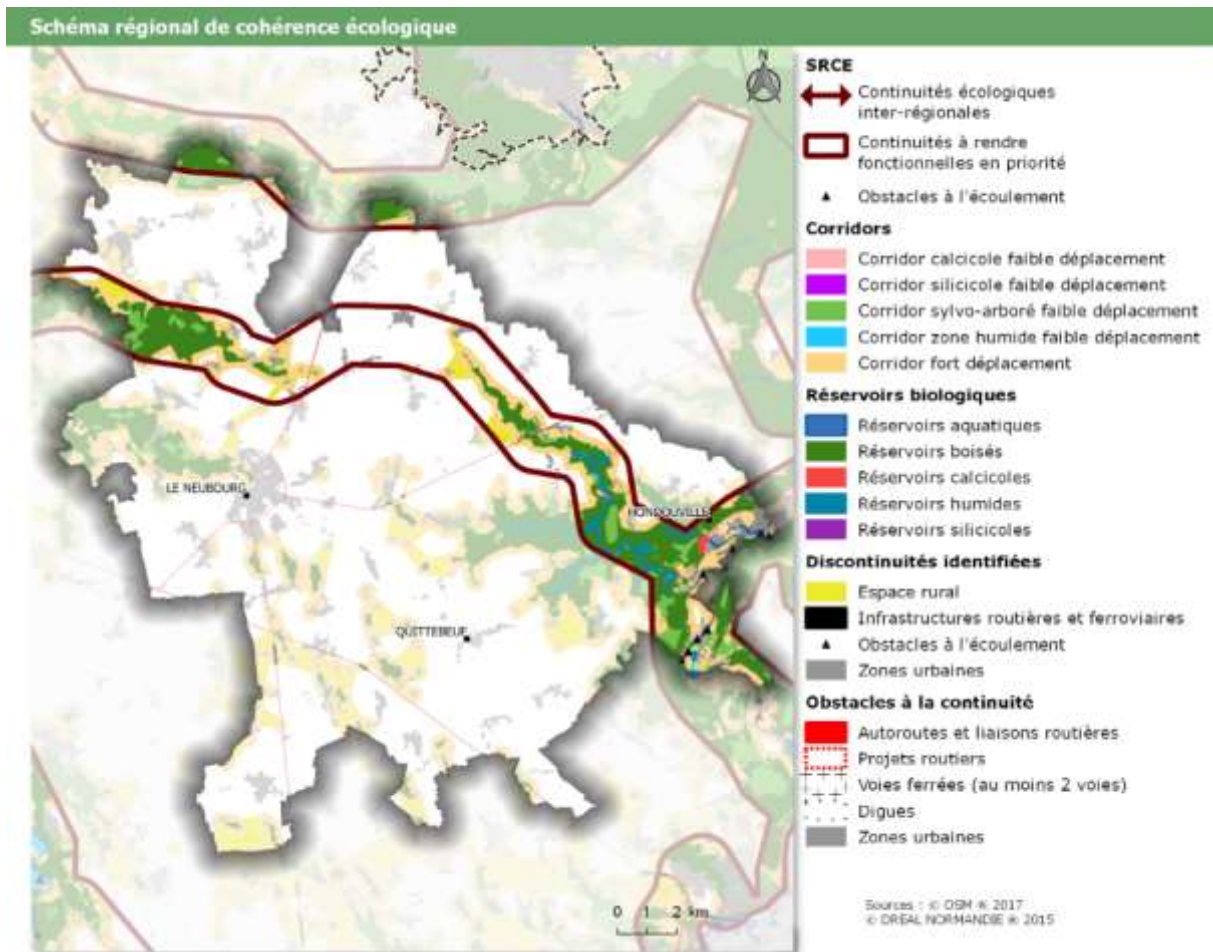 Schéma régional de cohérence écologique
N
LE NEUBOURG
HONDOUVILLE
QUITTEBEUF
0 1 2 km
SRCE
Continuités écologiques
inter-régionales
Continuités à rendre
fonctionnelles en priorité
Obstacles à l'écoulement
Corridors
Corridor calcicole faible déplacement
Corridor silicicole faible déplacement
Corridor sylvo-arboré faible déplacement
Corridor zone humide faible déplacement
Corridor fort déplacement
Réservoirs biologiques
Réservoirs aquatiques
Réservoirs boisés
Réservoirs calcicoles
Réservoirs humides
Réservoirs silicicoles
Discontinuités identifiées
Espace rural
Infrastructures routières et ferroviaires
Obstacles à l'écoulement
Zones urbaines
Obstacles à la continuité
Autoroutes et liaisons routières
Projets routiers
Voies ferrées (au moins 2 voies)
Digues
Zones urbaines
Sources : © OSM ® 2017
© DREAL NORMANDIE ® 2015